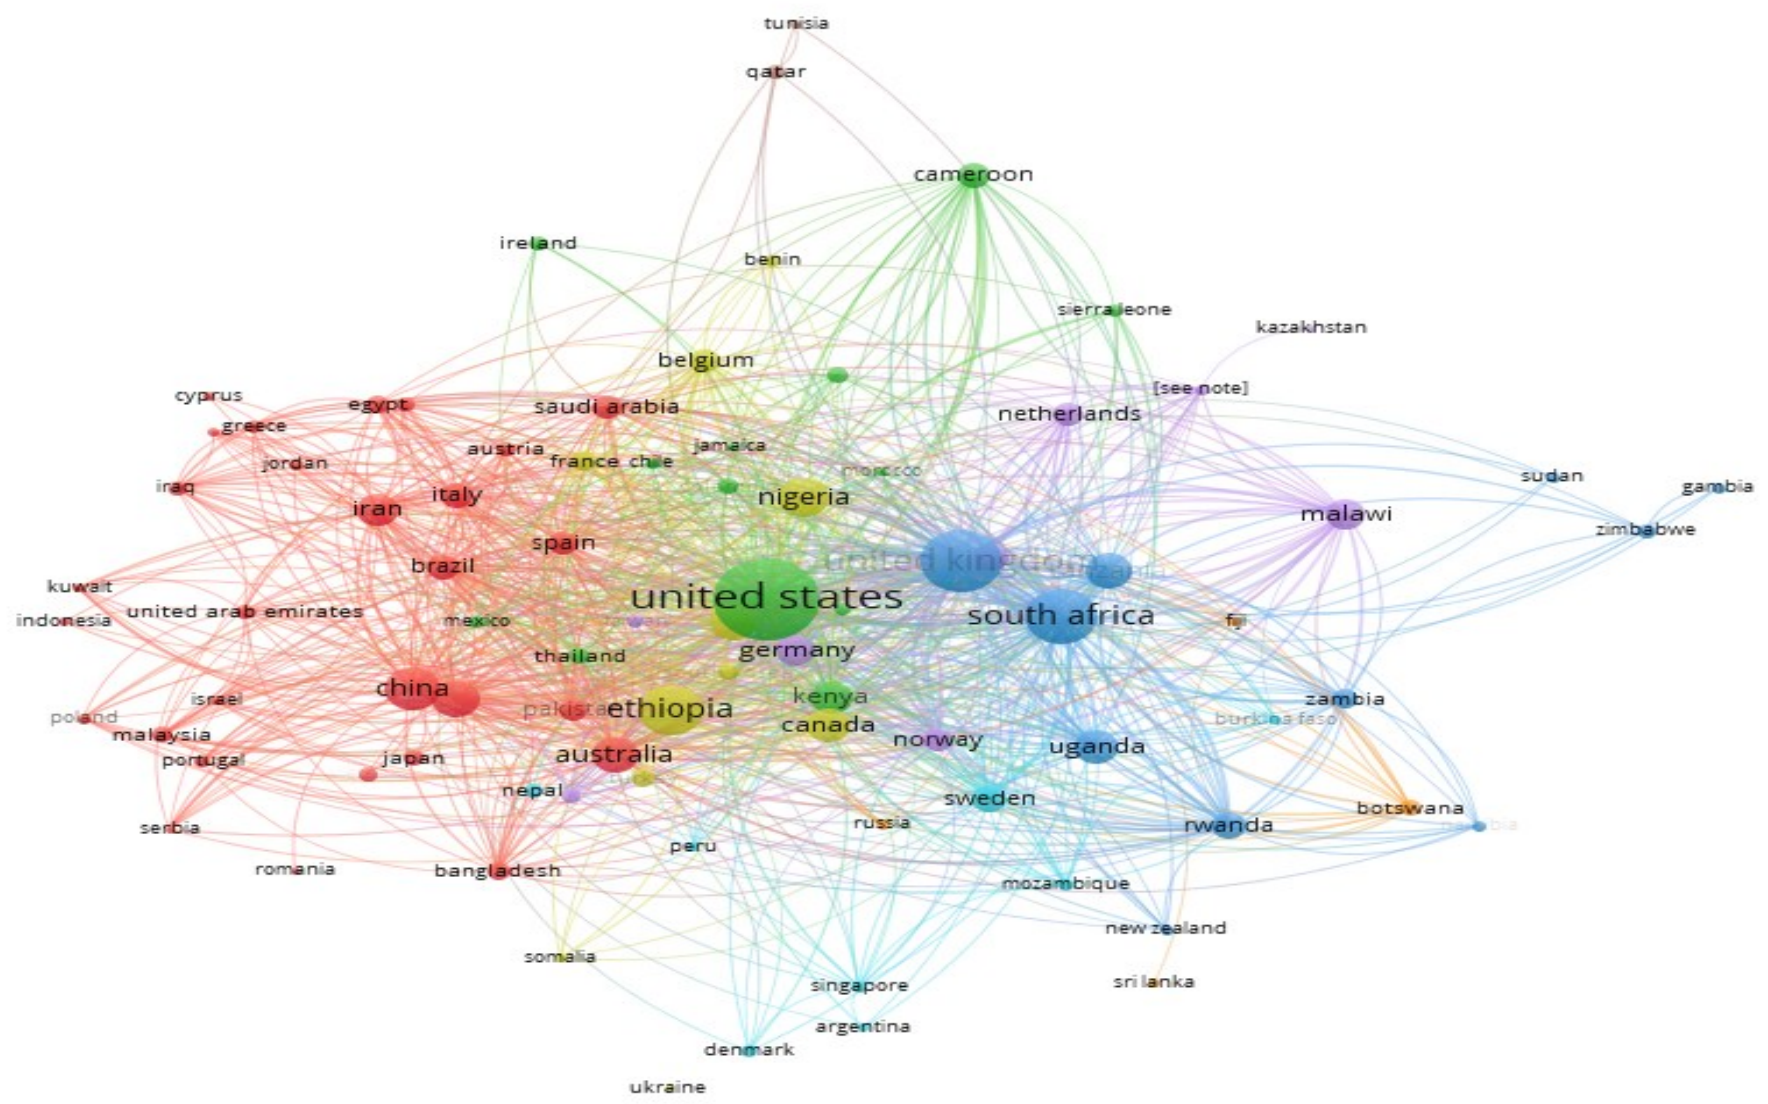 tunisia
qatar
cameroon
ireland
benin
sierra leone
kazakhstan
belgium
[see note]
cyprus
egypt
saudi arabia
netherlands
greece
jamaica
austria
france
chile
jordan
morocco
sudan
iraq
gambia
italy
nigeria
iran
malawi
zimbabwe
spain
united kingdom
brazil
tanzania
kuwait
united states
united arab emirates
south africa
indonesia
mexico
fiji
germany
thailand
china
kenya
israel
zambia
pakista
ethiopia
poland
burkina faso
canada
malaysia
norway
uganda
australia
portugal
japan
nepal
sweden
botswana
russia
rwanda
serbia
peru
romania
bangladesh
mozambique
new zealand
somalia
sri lanka
singapore
argentina
denmark
ukraine